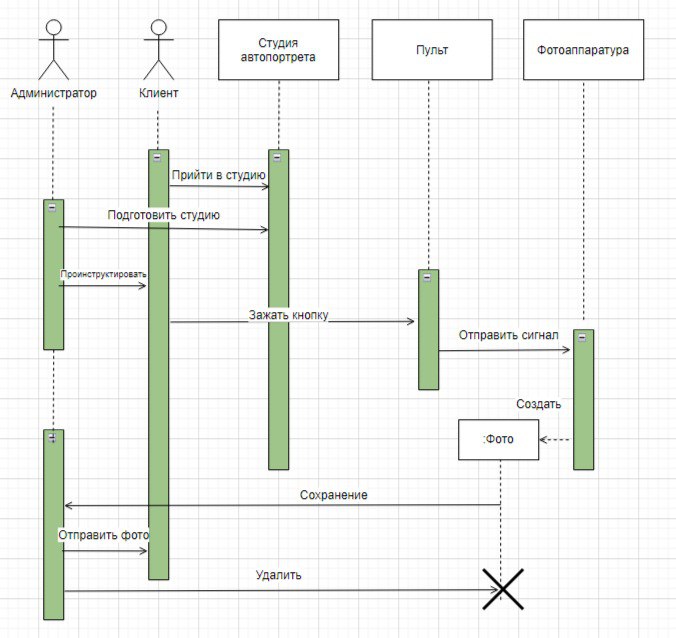 Администратор
Клиент
Студия
автопортрета
Пульт
Фотоаппаратура
Прийти в студию
Подготовить студию
Проинструктировать
Зажать кнопку
Отправить сигнал
Создать
:Фото
Сохранение
Отправить фото
Удалить